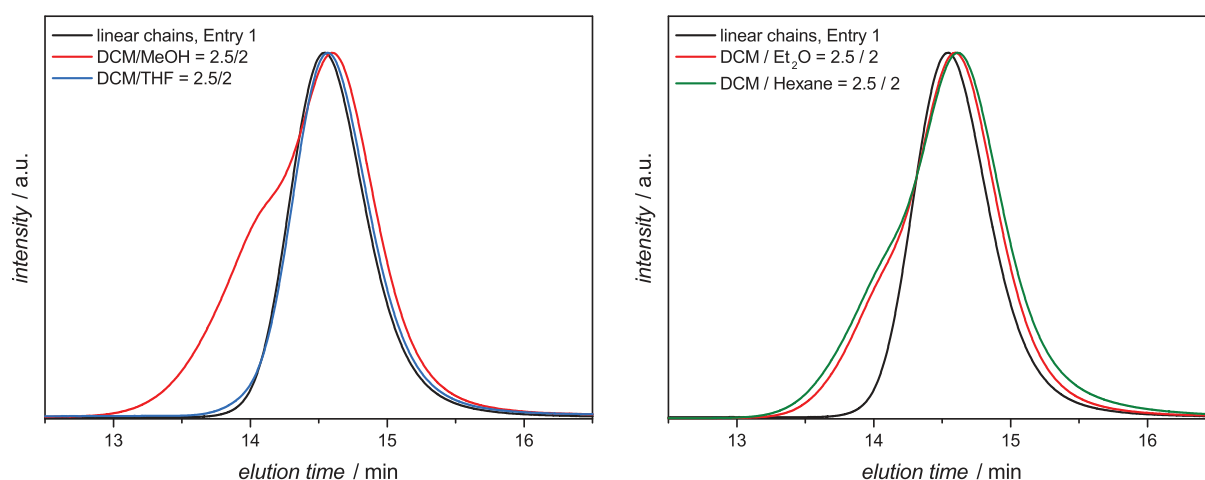 linear chains, Entry 1
DCM/MeOH = 2.5/2
DCM/THF = 2.5/2
intensity / a.u.
13 14 15 16
elution time / min
linear chains, Entry 1
DCM / Et₂O = 2.5 / 2
DCM / Hexane = 2.5 / 2
intensity / a.u.
13 14 15 16
elution time / min